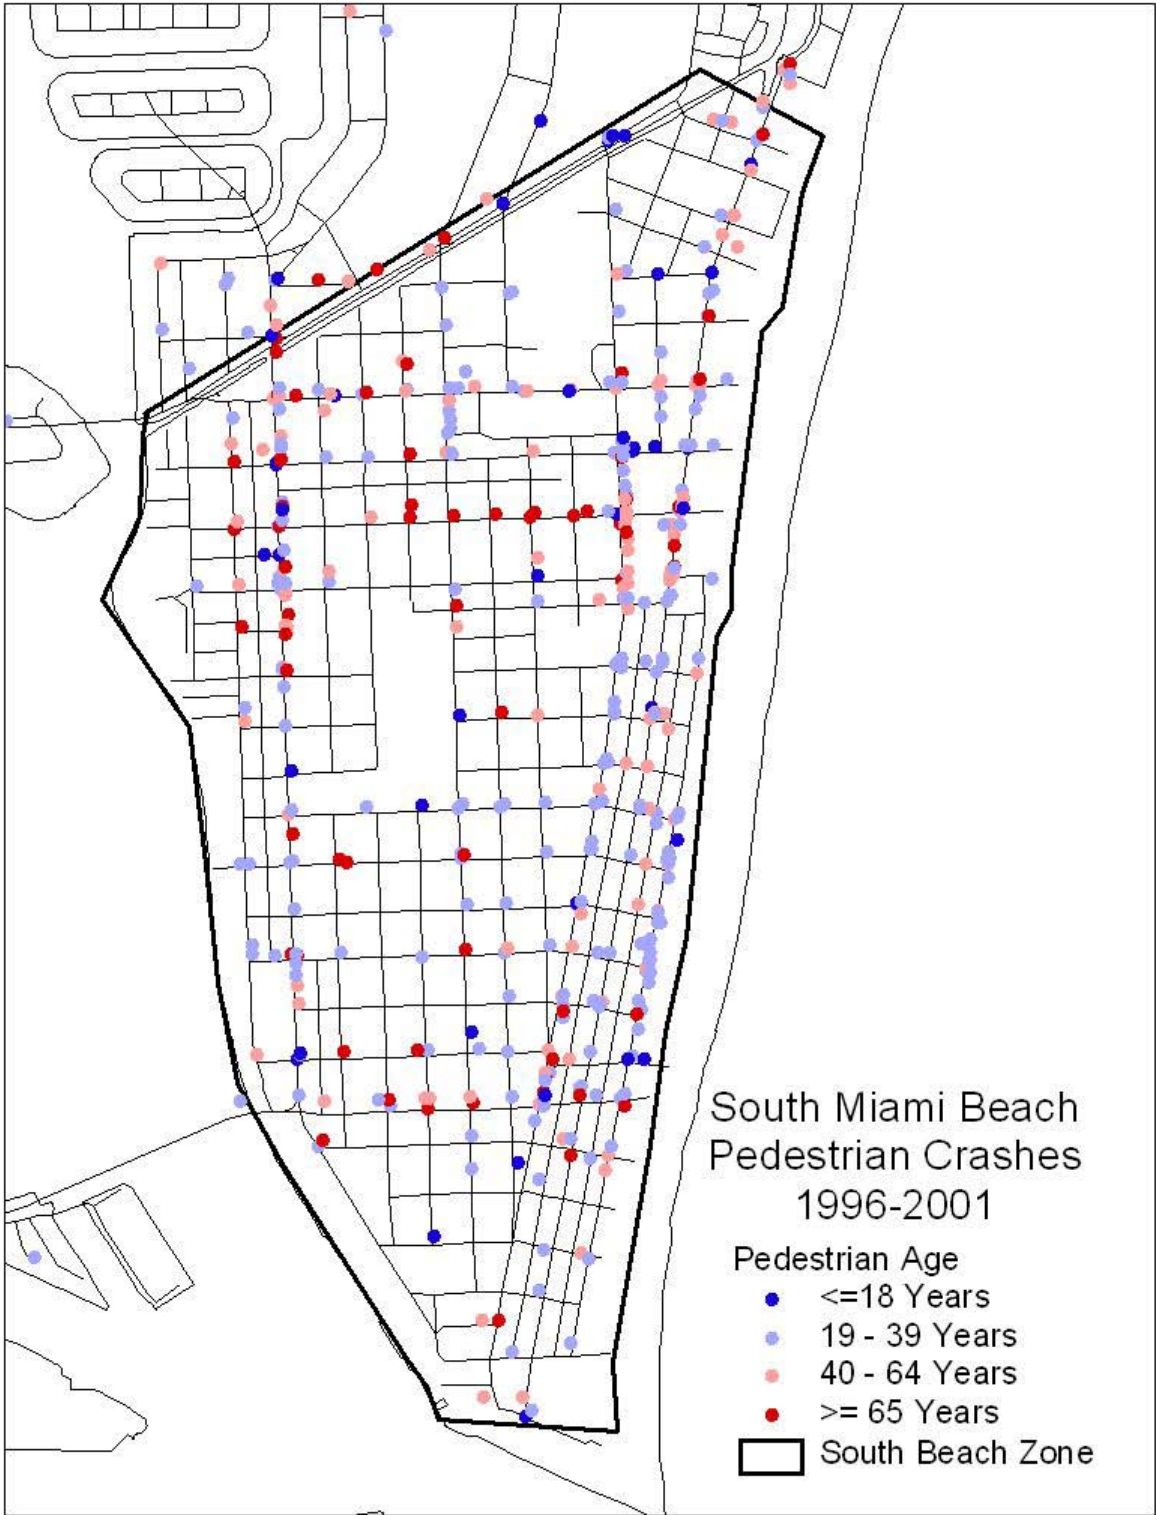 South Miami Beach
Pedestrian Crashes
1996-2001
Pedestrian Age
<=18 Years
19 - 39 Years
40 - 64 Years
>= 65 Years
South Beach Zone